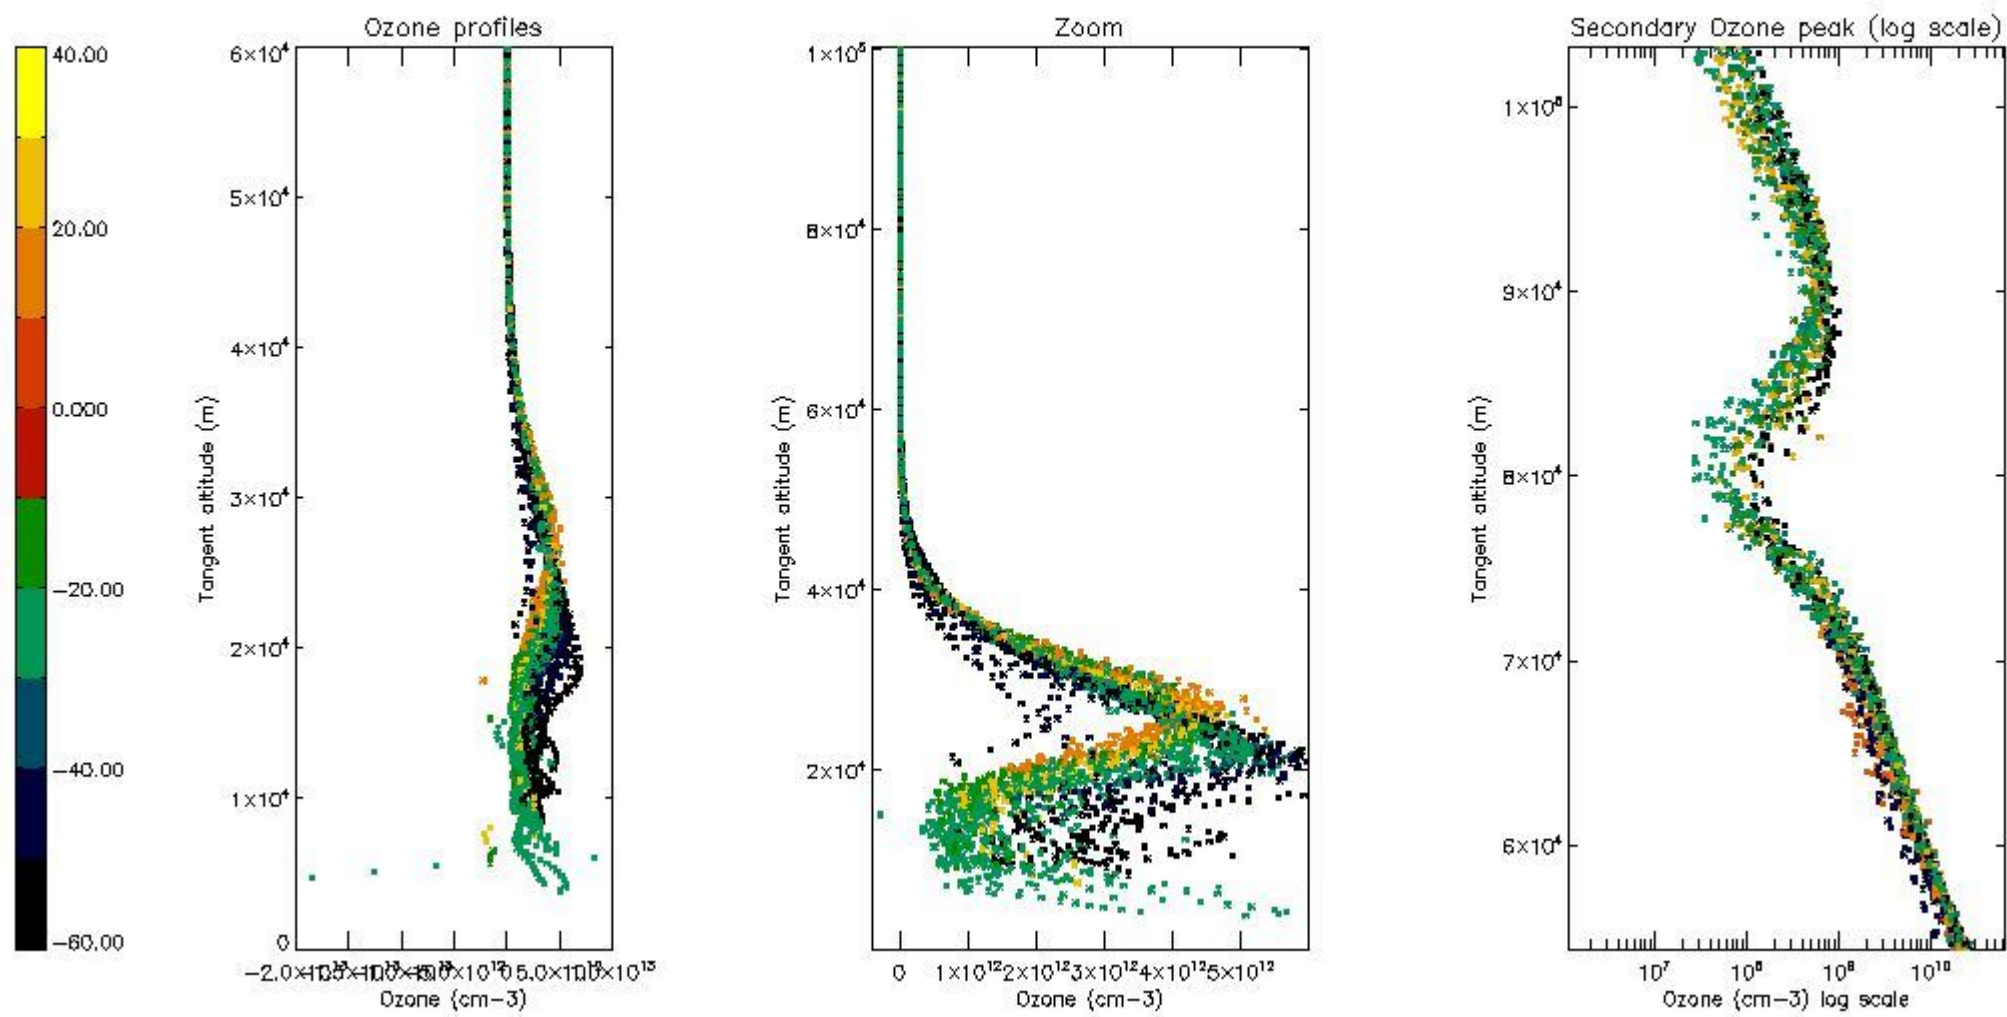 Ozone profiles
Zoom
Secondary Ozone peak (log scale)
40.00
20.00
0.000
-20.00
-40.00
-60.00
6×10⁴
5×10⁴
4×10⁴
3×10⁴
2×10⁴
1×10⁴
0
Tangent altitude (m)
5.0×10¹²
Ozone (cm-3)
1×10⁵
8×10⁴
6×10⁴
4×10⁴
2×10⁴
Tangent altitude (m)
0 1×10¹² 2×10¹² 3×10¹² 4×10¹² 5×10¹²
Ozone (cm-3)
9×10⁴
8×10⁴
7×10⁴
6×10⁴
Tangent altitude (m)
10⁷ 10⁸ 10⁹ 10¹⁰
Ozone (cm-3) log scale